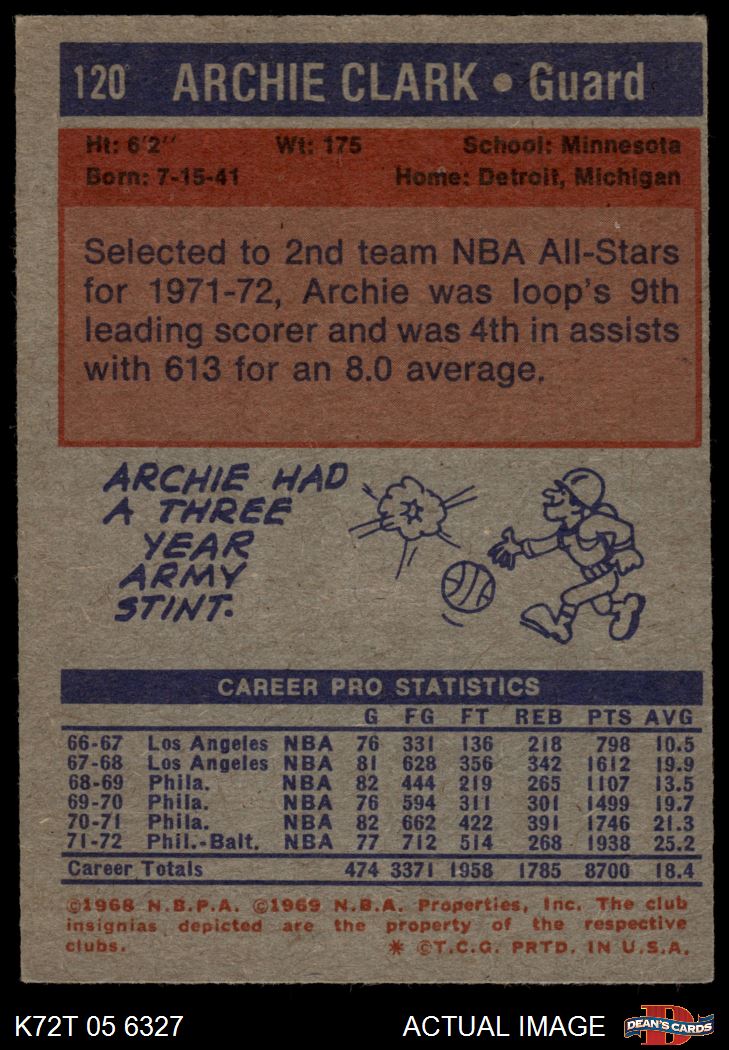 120 ARCHIE CLARK • Guard
Ht: 6'2" Wt: 175 School: Minnesota
Born: 7-15-41 Home: Detroit, Michigan
Selected to 2nd team NBA All-Stars
for 1971-72, Archie was loop's 9th
leading scorer and was 4th in assists
with 613 for an 8.0 average.
ARCHIE HAD
A THREE
YEAR
ARMY
STINT.
CAREER PRO STATISTICS
G FG FT REB PTS AVG
66-67 Los Angeles NBA 76 331 136 218 798 10.5
67-68 Los Angeles NBA 81 628 356 342 1612 19.9
68-69 Phila. NBA 82 444 219 265 1107 13.5
69-70 Phila. NBA 76 594 311 301 1499 19.7
70-71 Phila. NBA 82 662 422 391 1746 21.3
71-72 Phil.-Balt. NBA 77 712 514 268 1938 25.2
Career Totals 474 3371 1958 1785 8700 18.4
©1968 N.B.P.A. ©1969 N.B.A. Properties, Inc. The club
insignias depicted are the property of the respective
clubs. * ©T.C.G. PRTD. IN U.S.A.
K72T 05 6327 ACTUAL IMAGE DEAN'S CARDS